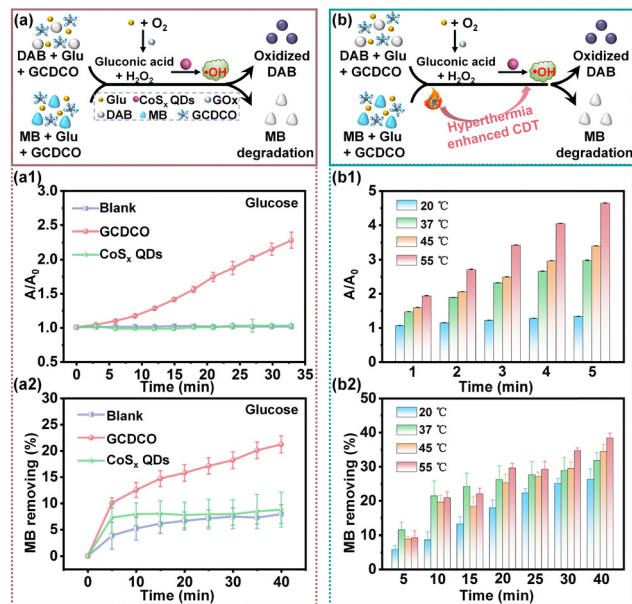 (a)
+ O₂
DAB + Glu
+ GCDCO
Gluconic acid
+ H₂O₂
•OH
Oxidized
DAB
Glu CoSₓ QDs GOx
DAB MB GCDCO
MB + Glu
+ GCDCO
MB
degradation
(b)
+ O₂
DAB + Glu
+ GCDCO
Gluconic acid
+ H₂O₂
•OH
Oxidized
DAB
Hyperthermia
enhanced CDT
MB + Glu
+ GCDCO
MB
degradation
(a1)
Blank
GCDCO
CoSₓ QDs
Glucose
A/A₀
3.0
2.5
2.0
1.5
1.0
0.5
0 5 10 15 20 25 30 35
Time (min)
(b1)
20 ℃
37 ℃
45 ℃
55 ℃
A/A₀
5
4
3
2
1
0
1 2 3 4 5
Time (min)
(a2)
Blank
GCDCO
CoSₓ QDs
Glucose
MB removing (%)
30
25
20
15
10
5
0
0 10 20 30 40
Time (min)
(b2)
20 ℃
37 ℃
45 ℃
55 ℃
MB removing (%)
50
40
30
20
10
0
5 10 15 20 25 30 40
Time (min)